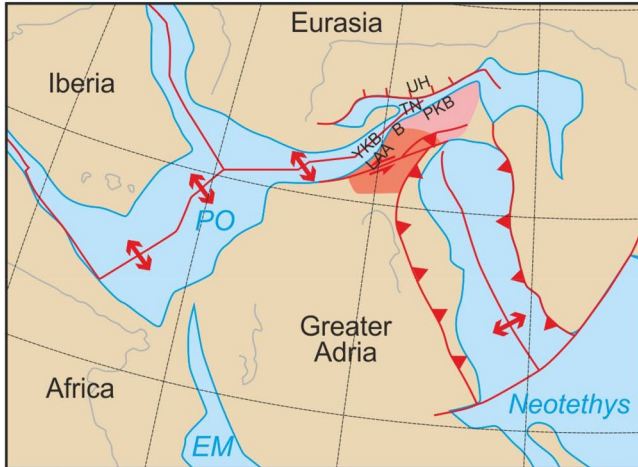 Eurasia
Iberia
UH
TN
PKB
YKB
B
LAA
PO
Greater
Adria
Africa
EM
Neotethys